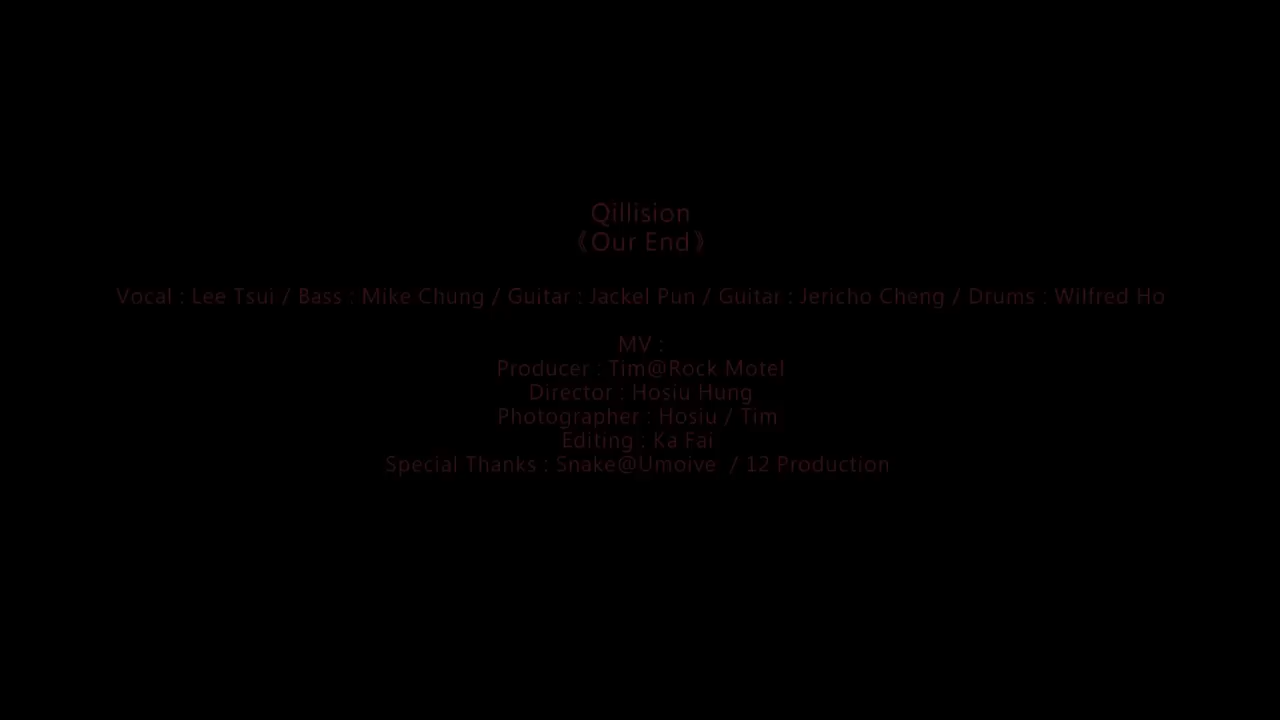 Qillision
《Our End》
Vocal : Lee Tsui / Bass : Mike Chung / Guitar : Jackel Pun / Guitar : Jericho Cheng / Drums : Wilfred Ho
MV :
Producer : Tim@Rock Motel
Director : Hosiu Hung
Photographer : Hosiu / Tim
Editing : Ka Fai
Special Thanks : Snake@Umoive / 12 Production